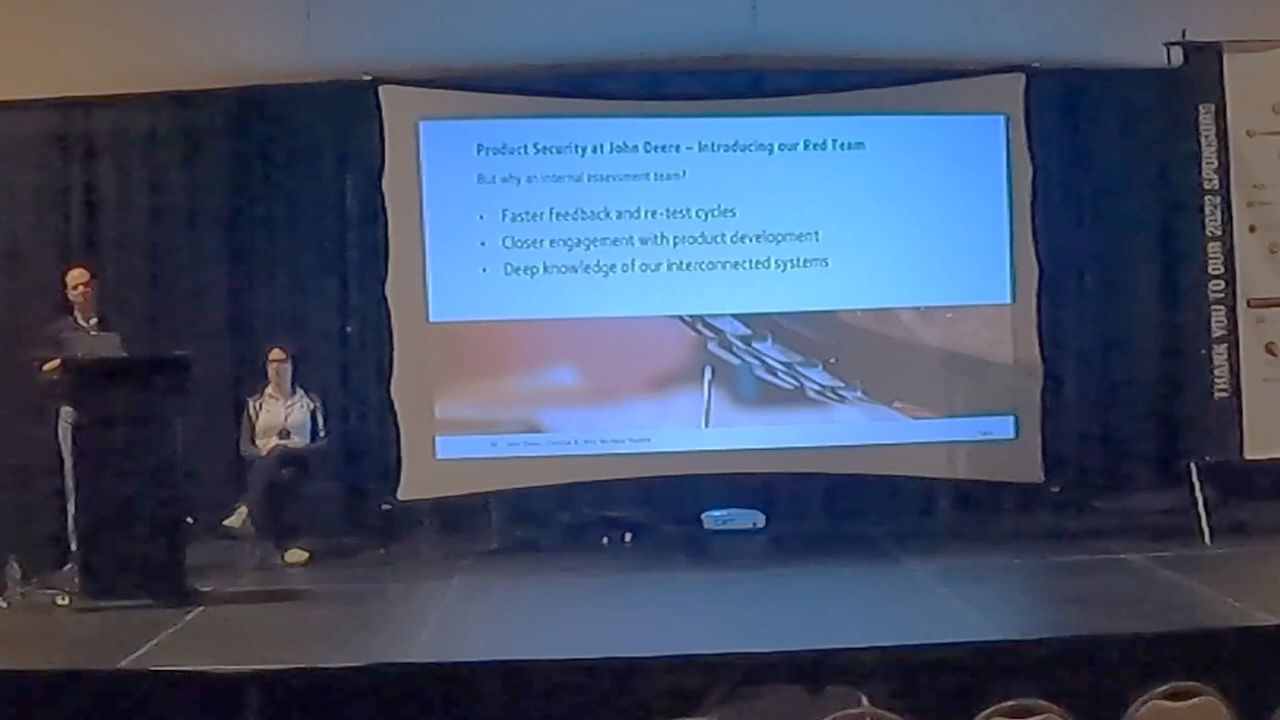 Product Security at John Deere – Introducing our Red Team
But why an internal assessment team?
• Faster feedback and re-test cycles
• Closer engagement with product development
• Deep knowledge of our interconnected systems
THANK YOU TO OUR 2022 SPONSORS